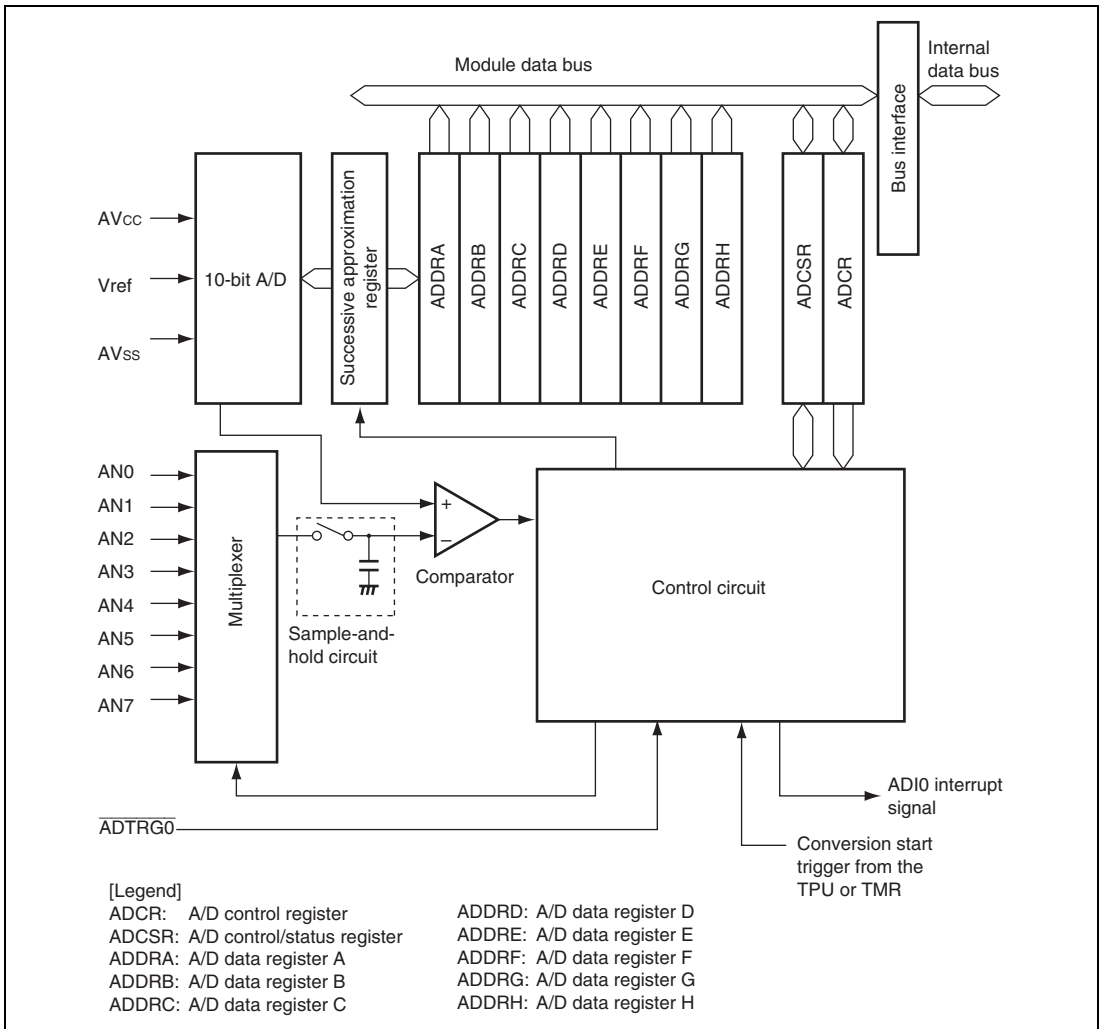 Module data bus
Internal
data bus
Bus interface
AVCC
Vref
AVSS
10-bit A/D
Successive approximation
register
ADDRA
ADDRB
ADDRC
ADDRD
ADDRE
ADDRF
ADDRG
ADDRH
ADCSR
ADCR
AN0
AN1
AN2
AN3
AN4
AN5
AN6
AN7
Multiplexer
+
−
Comparator
Sample-and-
hold circuit
Control circuit
ADI0 interrupt
signal
ADTRG0
Conversion start
trigger from the
TPU or TMR
[Legend]
ADCR: A/D control register
ADCSR: A/D control/status register
ADDRA: A/D data register A
ADDRB: A/D data register B
ADDRC: A/D data register C
ADDRD: A/D data register D
ADDRE: A/D data register E
ADDRF: A/D data register F
ADDRG: A/D data register G
ADDRH: A/D data register H